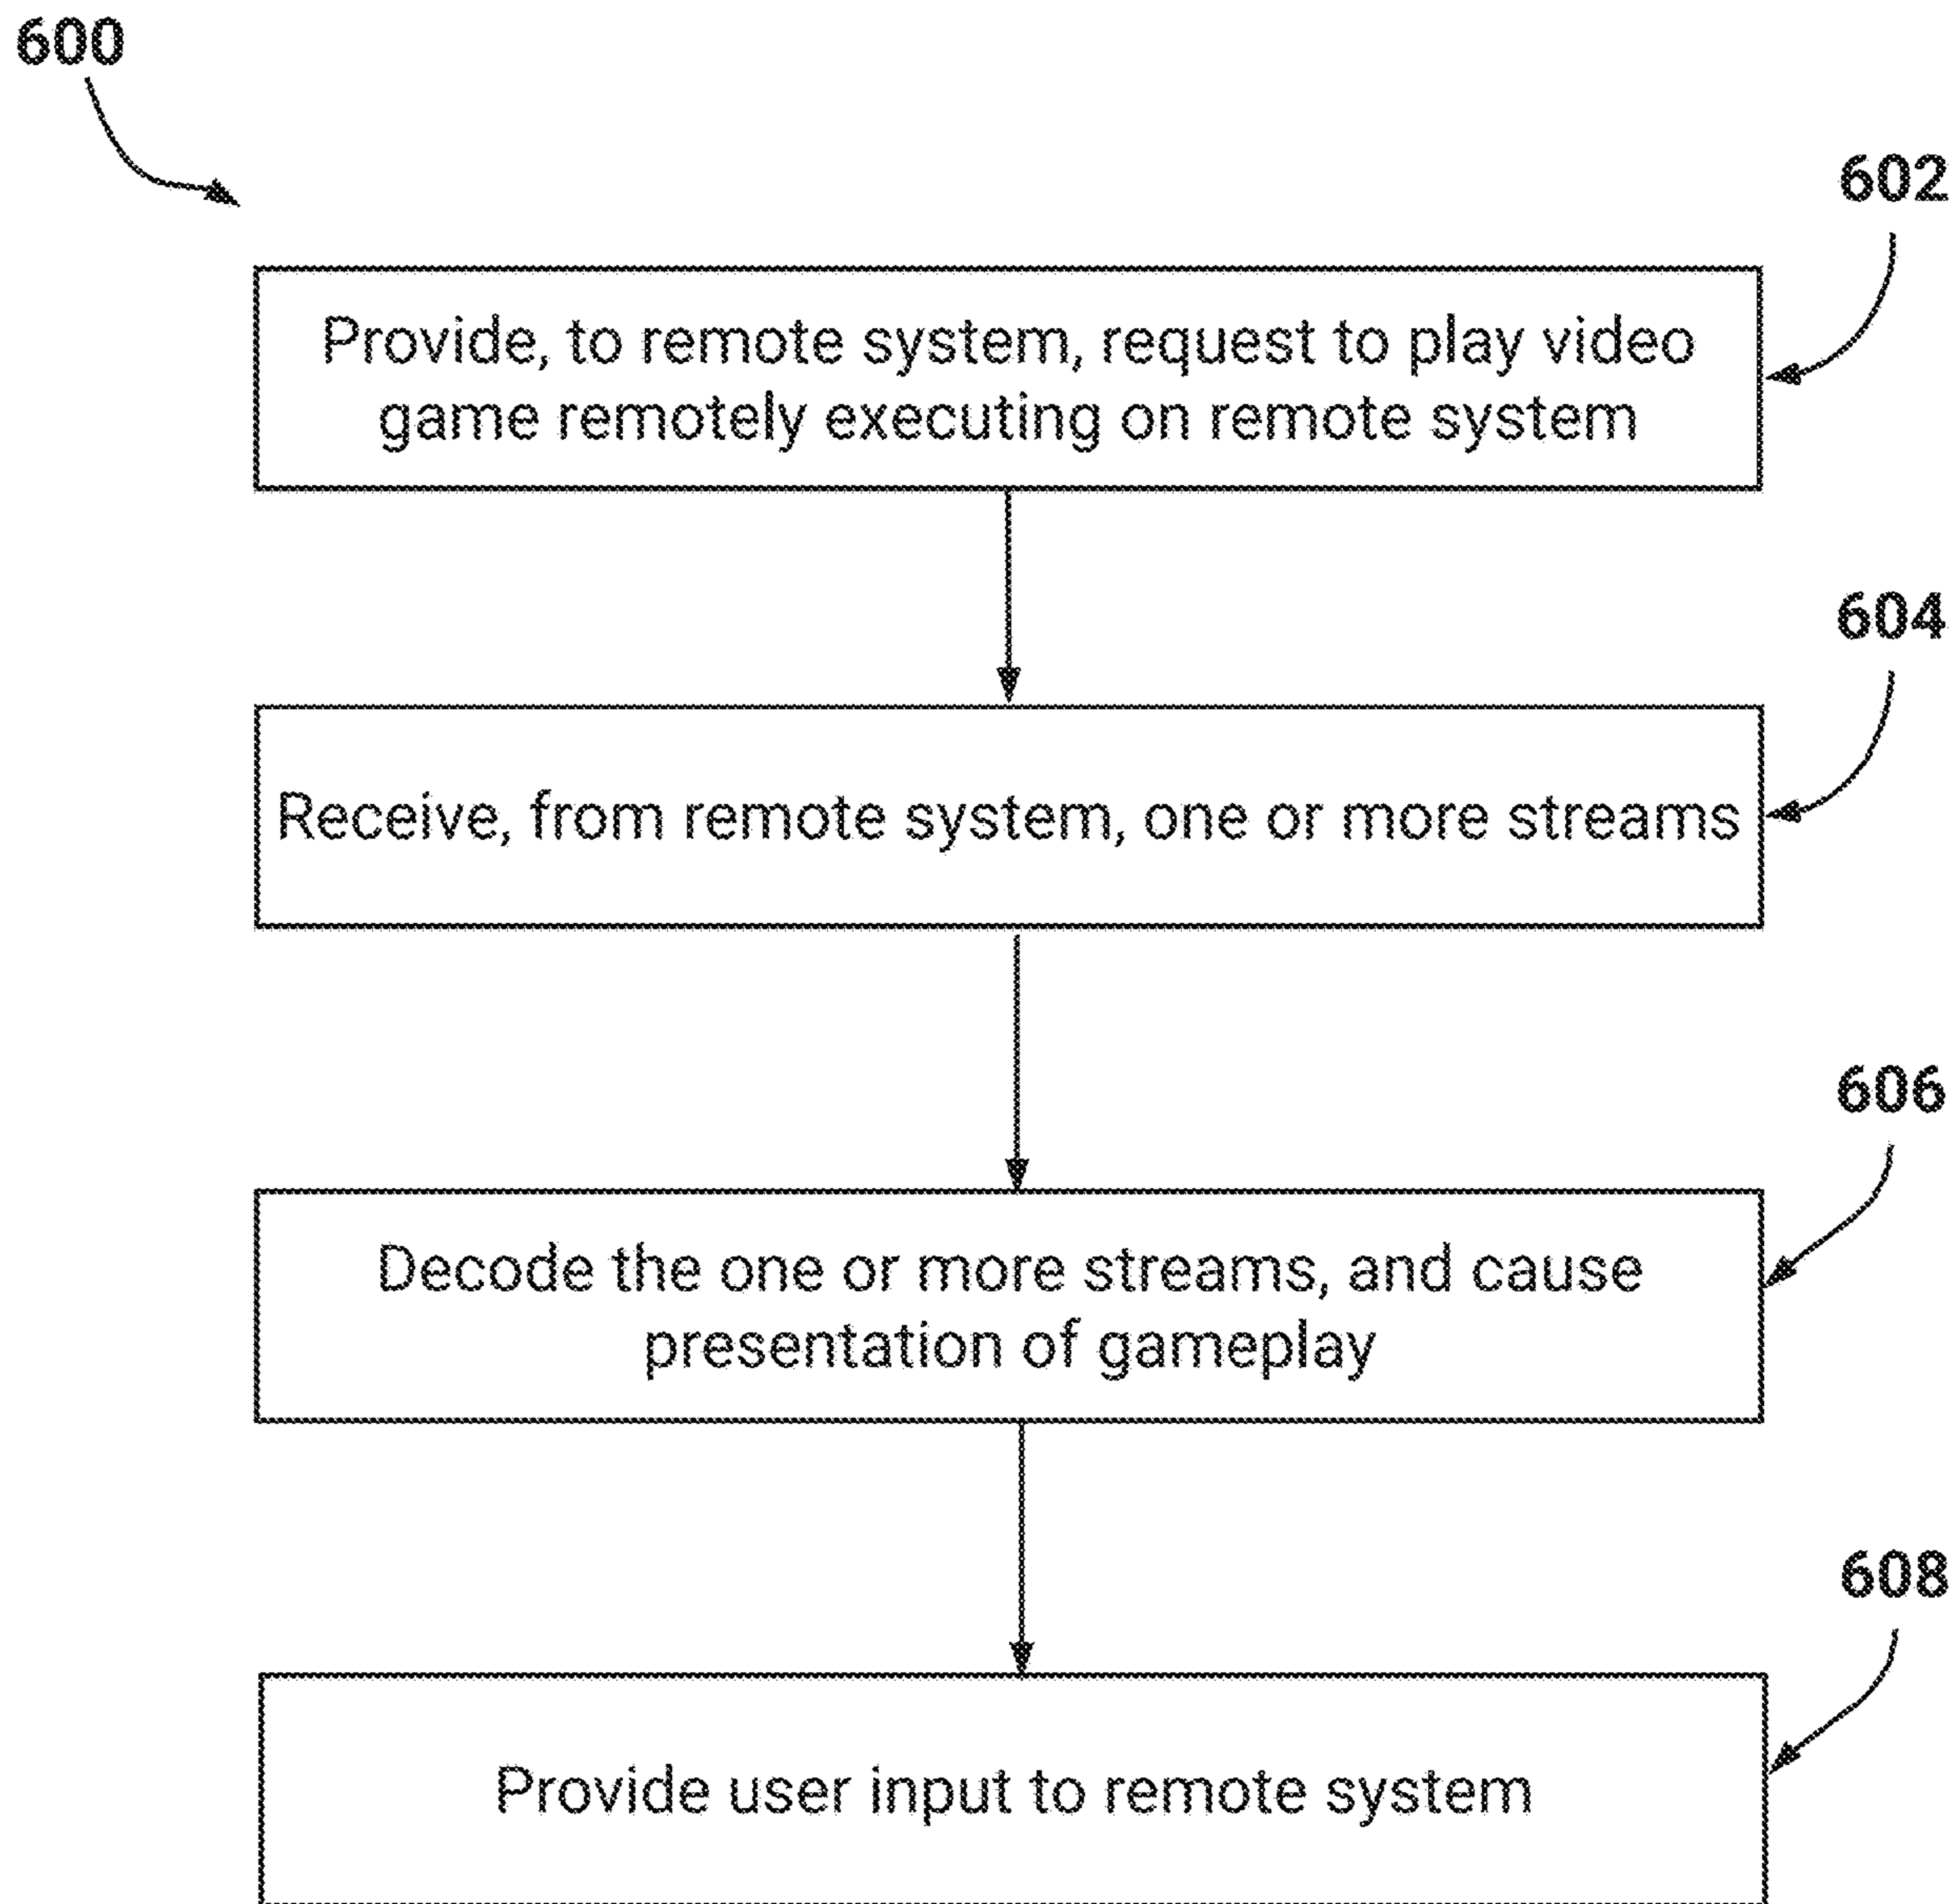 600
602
Provide, to remote system, request to play video
game remotely executing on remote system
604
Receive, from remote system, one or more streams
606
Decode the one or more streams, and cause
presentation of gameplay
608
Provide user input to remote system